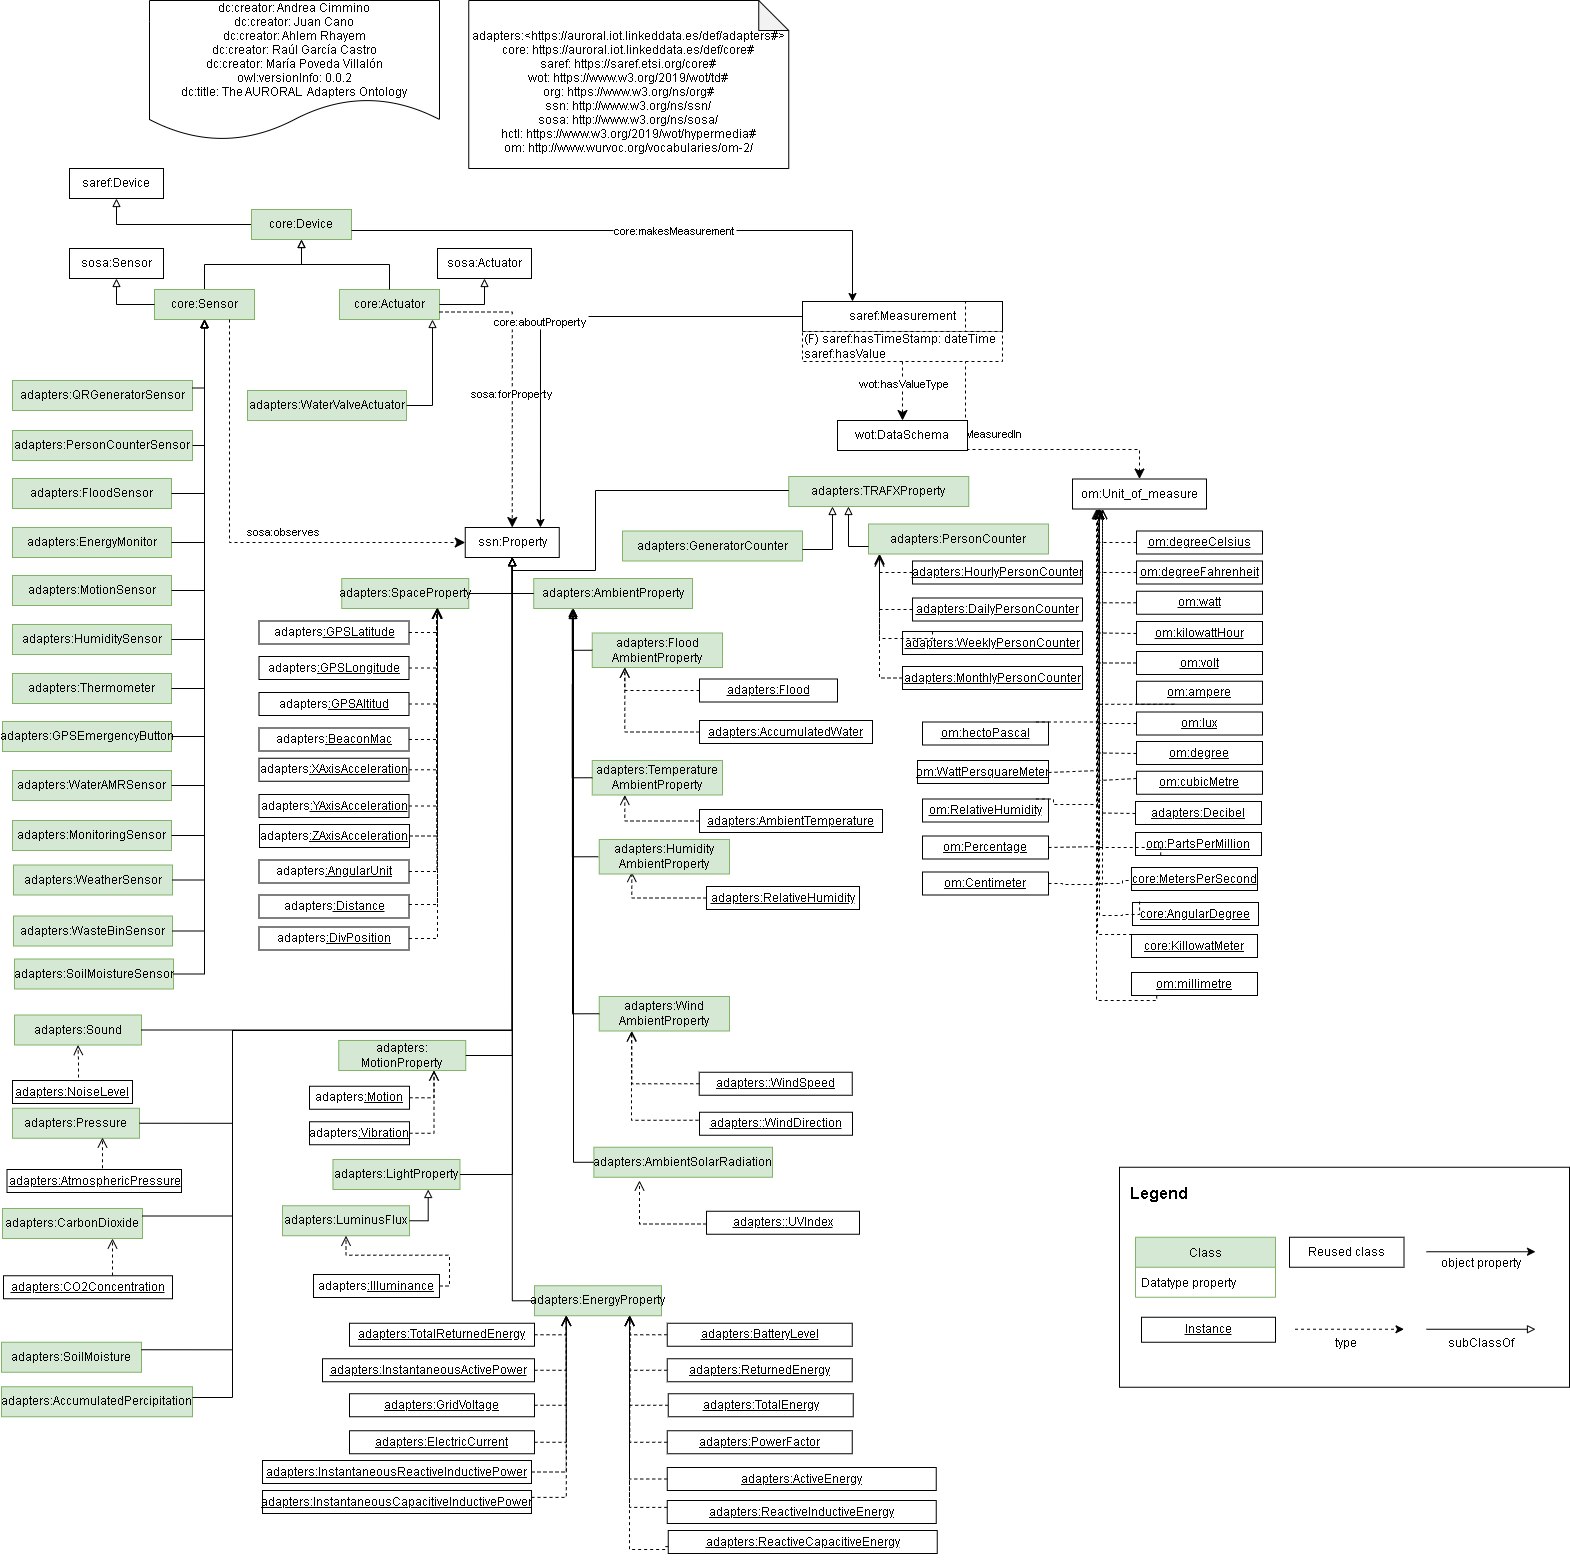 dc:creator: Andrea Cimmino
dc:creator: Juan Cano
dc:creator: Ahlem Rhayem
dc:creator: Raúl García Castro
dc:creator: María Poveda Villalón
owl:versionInfo: 0.0.2
dc:title: The AURORAL Adapters Ontology
adapters:<https://auroral.iot.linkeddata.es/def/adapters#>
core: https://auroral.iot.linkeddata.es/def/core#
saref: https://saref.etsi.org/core#
wot: https://www.w3.org/2019/wot/td#
org: https://www.w3.org/ns/org#
ssn: http://www.w3.org/ns/ssn/
sosa: http://www.w3.org/ns/sosa/
hctl: https://www.w3.org/2019/wot/hypermedia#
om: http://www.wurvoc.org/vocabularies/om-2/
saref:Device
core:Device
core:makesMeasurement
sosa:Sensor
sosa:Actuator
core:Sensor
core:Actuator
core:aboutProperty
saref:Measurement
(F) saref:hasTimeStamp: dateTime
saref:hasValue
wot:hasValueType
sosa:forProperty
wot:DataSchema
MeasuredIn
adapters:QRGeneratorSensor
adapters:WaterValveActuator
adapters:PersonCounterSensor
adapters:FloodSensor
adapters:EnergyMonitor
adapters:MotionSensor
adapters:HumiditySensor
adapters:Thermometer
adapters:GPSEmergencyButton
adapters:WaterAMRSensor
adapters:MonitoringSensor
adapters:WeatherSensor
adapters:WasteBinSensor
adapters:SoilMoistureSensor
sosa:observes
ssn:Property
adapters:TRAFXProperty
adapters:GeneratorCounter
adapters:PersonCounter
adapters:HourlyPersonCounter
adapters:DailyPersonCounter
adapters:WeeklyPersonCounter
adapters:MonthlyPersonCounter
om:Unit_of_measure
om:degreeCelsius
om:degreeFahrenheit
om:watt
om:kilowattHour
om:volt
om:ampere
om:lux
om:degree
om:cubicMetre
adapters:Decibel
om:PartsPerMillion
core:MetersPerSecond
core:AngularDegree
core:KillowatMeter
om:millimetre
om:hectoPascal
om:WattPersquareMeter
om:RelativeHumidity
om:Percentage
om:Centimeter
adapters:SpaceProperty
adapters:GPSLatitude
adapters:GPSLongitude
adapters:GPSAltitud
adapters:BeaconMac
adapters:XAxisAcceleration
adapters:YAxisAcceleration
adapters:ZAxisAcceleration
adapters:AngularUnit
adapters:Distance
adapters:DivPosition
adapters:AmbientProperty
adapters:Flood
AmbientProperty
adapters:Flood
adapters:AccumulatedWater
adapters:Temperature
AmbientProperty
adapters:AmbientTemperature
adapters:Humidity
AmbientProperty
adapters:RelativeHumidity
adapters:Wind
AmbientProperty
adapters::WindSpeed
adapters::WindDirection
adapters:AmbientSolarRadiation
adapters::UVIndex
adapters:Sound
adapters:NoiseLevel
adapters:Pressure
adapters:AtmosphericPressure
adapters:CarbonDioxide
adapters:CO2Concentration
adapters:SoilMoisture
adapters:AccumulatedPercipitation
adapters:
MotionProperty
adapters:Motion
adapters:Vibration
adapters:LightProperty
adapters:LuminusFlux
adapters:Illuminance
adapters:EnergyProperty
adapters:TotalReturnedEnergy
adapters:InstantaneousActivePower
adapters:GridVoltage
adapters:ElectricCurrent
adapters:InstantaneousReactiveInductivePower
adapters:InstantaneousCapacitiveInductivePower
adapters:BatteryLevel
adapters:ReturnedEnergy
adapters:TotalEnergy
adapters:PowerFactor
adapters:ActiveEnergy
adapters:ReactiveInductiveEnergy
adapters:ReactiveCapacitiveEnergy
Legend
Class
Datatype property
Reused class
object property
Instance
type
subClassOf